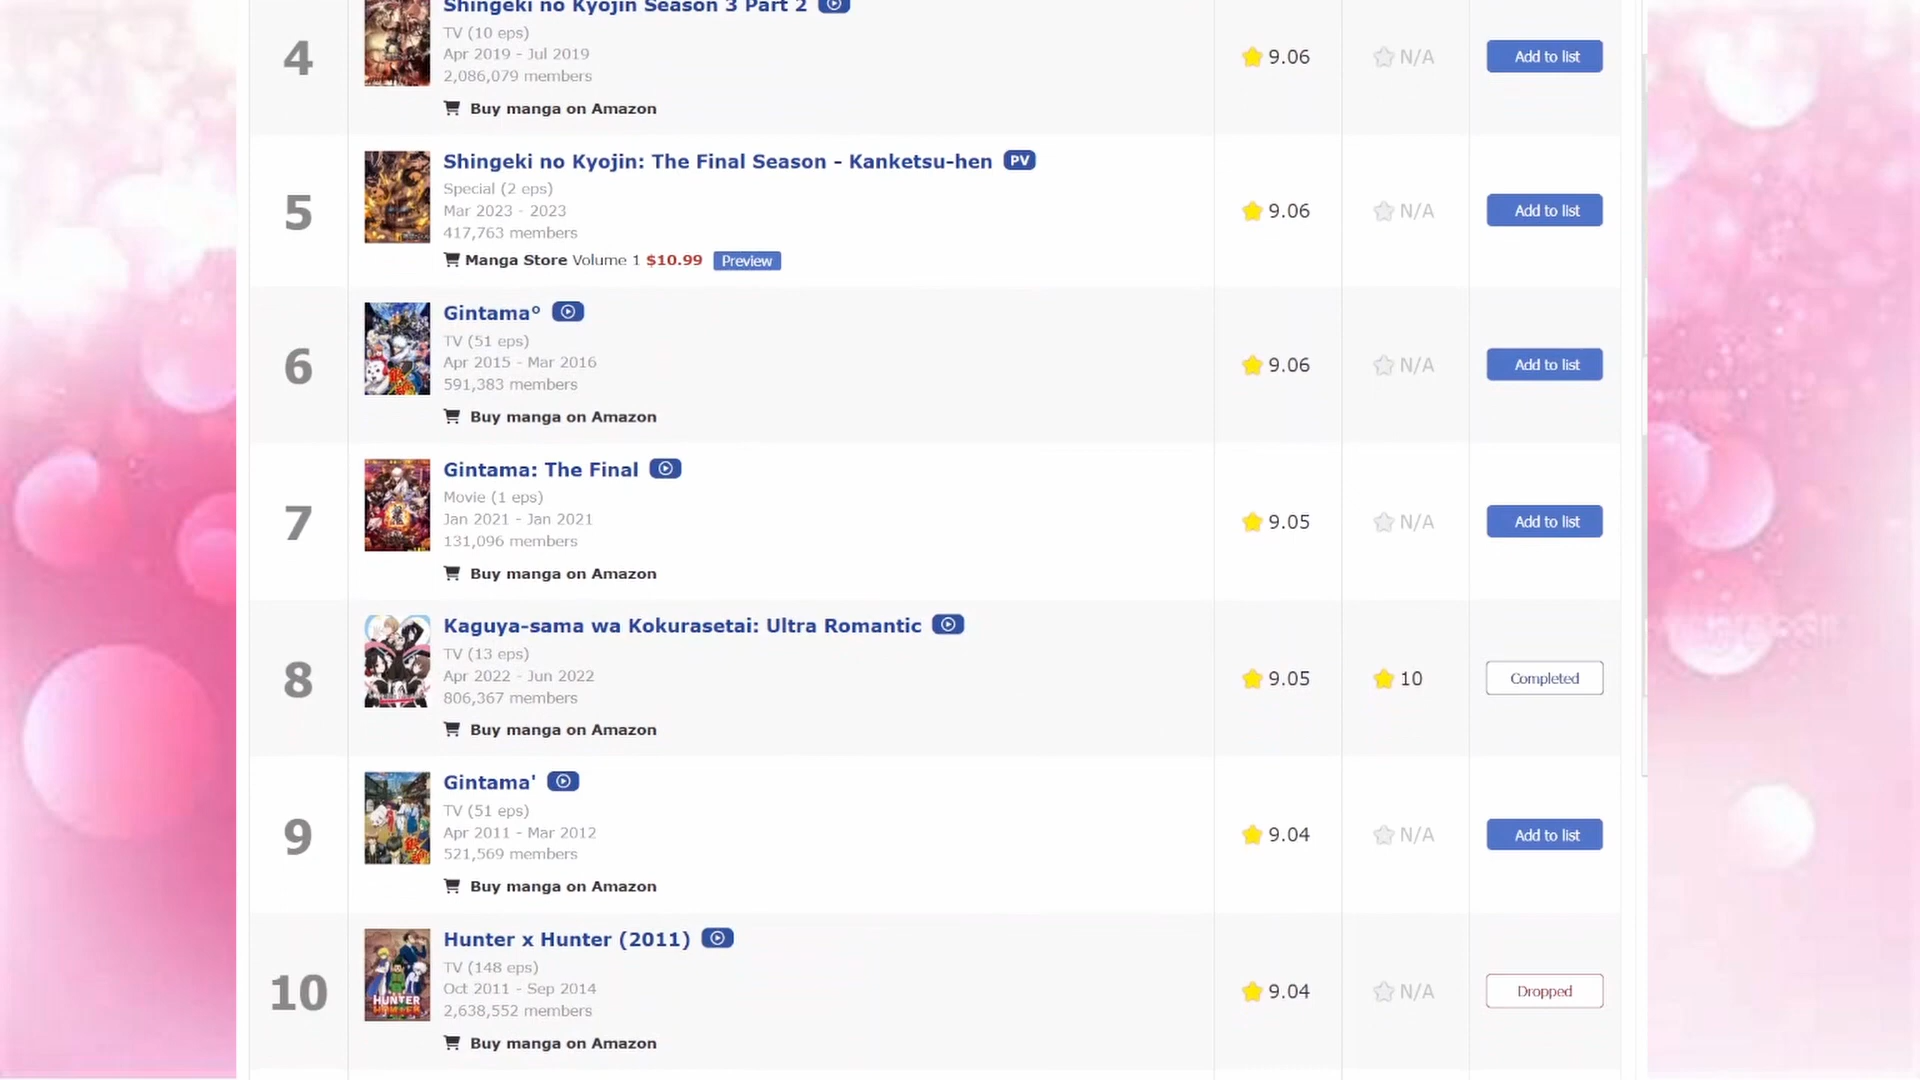 4
Shingeki no Kyojin Season 3 Part 2
TV (10 eps)
Apr 2019 - Jul 2019
2,086,079 members
Buy manga on Amazon
9.06
N/A
Add to list
5
Shingeki no Kyojin: The Final Season - Kanketsu-hen PV
Special (2 eps)
Mar 2023 - 2023
417,763 members
Manga Store Volume 1 $10.99 Preview
9.06
N/A
Add to list
6
Gintama°
TV (51 eps)
Apr 2015 - Mar 2016
591,383 members
Buy manga on Amazon
9.06
N/A
Add to list
7
Gintama: The Final
Movie (1 eps)
Jan 2021 - Jan 2021
131,096 members
Buy manga on Amazon
9.05
N/A
Add to list
8
Kaguya-sama wa Kokurasetai: Ultra Romantic
TV (13 eps)
Apr 2022 - Jun 2022
806,367 members
Buy manga on Amazon
9.05
10
Completed
9
Gintama'
TV (51 eps)
Apr 2011 - Mar 2012
521,569 members
Buy manga on Amazon
9.04
N/A
Add to list
10
HUNTER
HUNTER
Hunter x Hunter (2011)
TV (148 eps)
Oct 2011 - Sep 2014
2,638,552 members
Buy manga on Amazon
9.04
N/A
Dropped